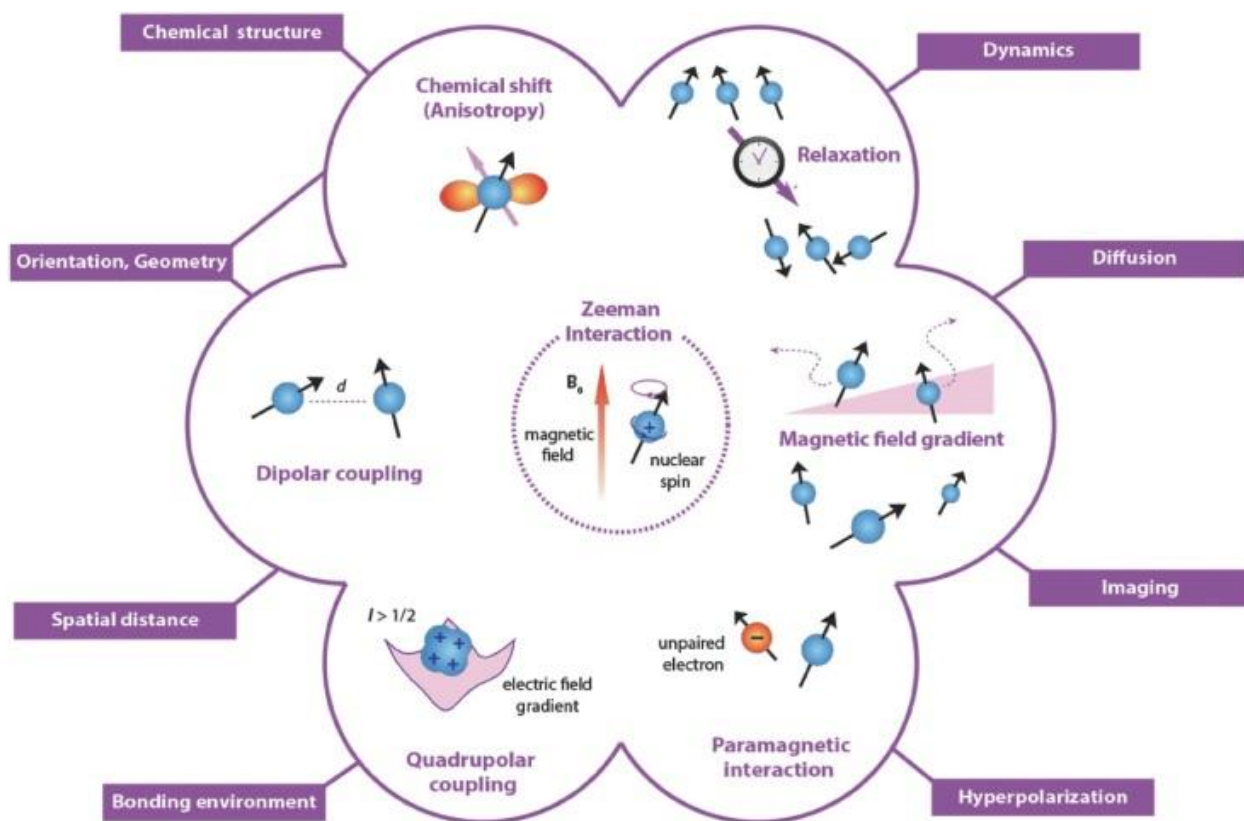 Chemical structure
Dynamics
Chemical shift
(Anisotropy)
Relaxation
Orientation, Geometry
Diffusion
Zeeman
Interaction
B₀
magnetic
field
nuclear
spin
d
Dipolar coupling
Magnetic field gradient
Spatial distance
Imaging
I > 1/2
electric field
gradient
Quadrupolar
coupling
unpaired
electron
Paramagnetic
interaction
Bonding environment
Hyperpolarization